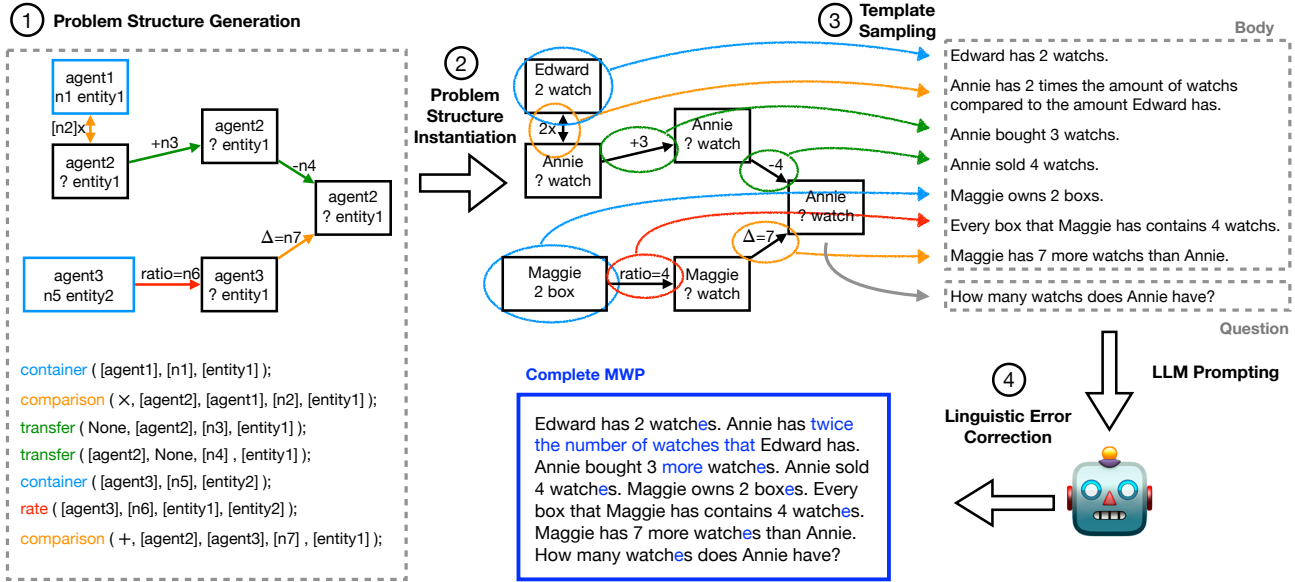 1
Problem Structure Generation
agent1
n1 entity1
[n2]x
agent2
? entity1
+n3
agent2
? entity1
-n4
agent2
? entity1
Δ=n7
agent3
n5 entity2
ratio=n6
agent3
? entity1
container ( [agent1], [n1], [entity1] );
comparison ( ×, [agent2], [agent1], [n2], [entity1] );
transfer ( None, [agent2], [n3], [entity1] );
transfer ( [agent2], None, [n4] , [entity1] );
container ( [agent3], [n5], [entity2] );
rate ( [agent3], [n6], [entity1], [entity2] );
comparison ( +, [agent2], [agent3], [n7] , [entity1] );
2
Problem
Structure
Instantiation
Edward
2 watch
2x
Annie
? watch
+3
Annie
? watch
-4
Annie
? watch
Δ=7
Maggie
2 box
ratio=4
Maggie
? watch
3
Template
Sampling
Body
Edward has 2 watchs.
Annie has 2 times the amount of watchs
compared to the amount Edward has.
Annie bought 3 watchs.
Annie sold 4 watchs.
Maggie owns 2 boxs.
Every box that Maggie has contains 4 watchs.
Maggie has 7 more watchs than Annie.
How many watchs does Annie have?
Question
LLM Prompting
4
Linguistic Error
Correction
Complete MWP
Edward has 2 watches. Annie has twice
the number of watches that Edward has.
Annie bought 3 more watches. Annie sold
4 watches. Maggie owns 2 boxes. Every
box that Maggie has contains 4 watches.
Maggie has 7 more watches than Annie.
How many watches does Annie have?